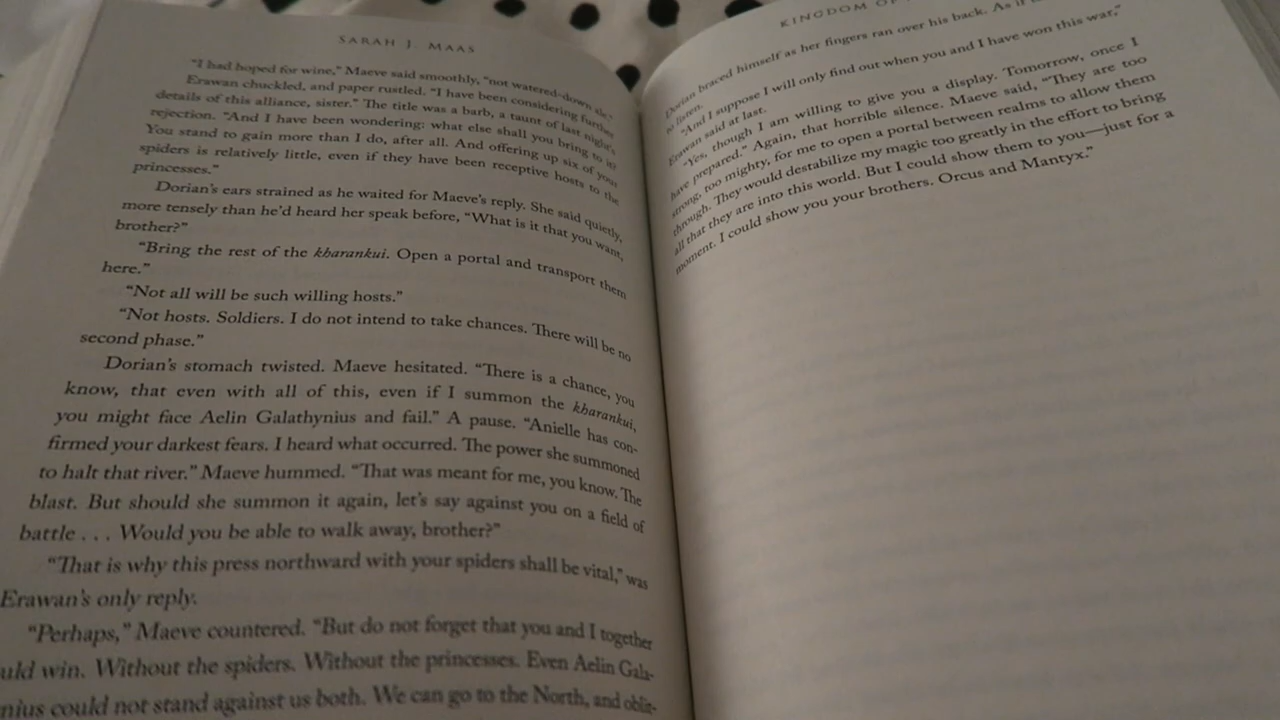 SARAH J. MAAS
"I had hoped for wine," Maeve said smoothly, "not watered-down ale."
Erawan chuckled, and paper rustled. "I have been considering further
details of this alliance, sister." The title was a barb, a taunt of last night's
rejection. "And I have been wondering: what else shall you bring to it?
You stand to gain more than I do, after all. And offering up six of your
spiders is relatively little, even if they have been receptive hosts to the
princesses."
Dorian's ears strained as he waited for Maeve's reply. She said quietly,
more tensely than he'd heard her speak before, "What is it that you want,
brother?"
"Bring the rest of the kharankui. Open a portal and transport them
here."
"Not all will be such willing hosts."
"Not hosts. Soldiers. I do not intend to take chances. There will be no
second phase."
Dorian's stomach twisted. Maeve hesitated. "There is a chance, you
know, that even with all of this, even if I summon the kharankui,
you might face Aelin Galathynius and fail." A pause. "Anielle has con-
firmed your darkest fears. I heard what occurred. The power she summoned
to halt that river." Maeve hummed. "That was meant for me, you know. The
blast. But should she summon it again, let's say against you on a field of
battle . . . Would you be able to walk away, brother?"
"That is why this press northward with your spiders shall be vital," was
Erawan's only reply.
"Perhaps," Maeve countered. "But do not forget that you and I together
uld win. Without the spiders. Without the princesses. Even Aelin Gala-
nius could not stand against us both. We can go to the North, and oblit-
KINGDOM OF
Dorian braced himself as her fingers ran over his back. As if
to listen.
"And I suppose I will only find out when you and I have won this war,"
Erawan said at last.
"Yes, though I am willing to give you a display. Tomorrow, once I
have prepared." Again, that horrible silence. Maeve said, "They are too
strong, too mighty, for me to open a portal between realms to allow them
through. They would destabilize my magic too greatly in the effort to bring
all that they are into this world. But I could show them to you—just for a
moment. I could show you your brothers. Orcus and Mantyx."